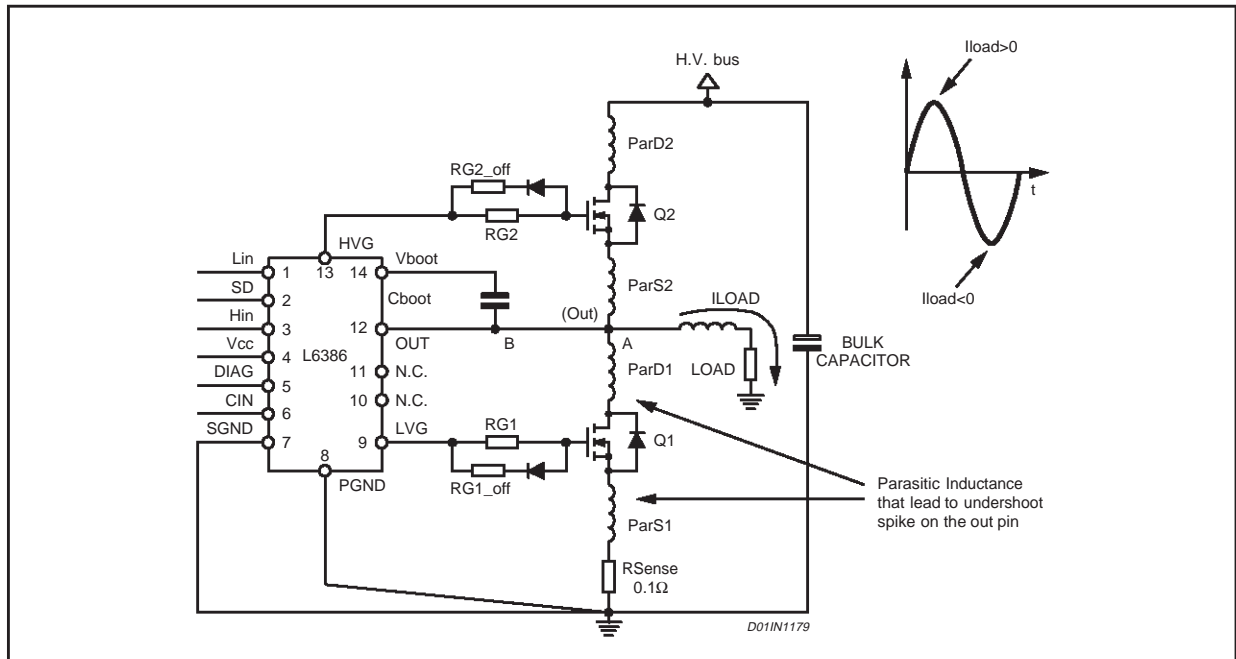 Iload>0
H.V. bus
ParD2
RG2_off
t
Q2
RG2
HVG
Lin
Vboot
1
13
14
SD
ParS2
Cboot
2
Iload<0
(Out)
ILOAD
Hin
3
12
OUT
B
A
BULK
CAPACITOR
Vcc
4
L6386
ParD1
LOAD
DIAG
11
N.C.
5
CIN
10
N.C.
6
SGND
LVG
RG1
7
9
Q1
8
Parasitic Inductance
that lead to undershoot
spike on the out pin
PGND
RG1_off
ParS1
RSense
0.1Ω
D01IN1179